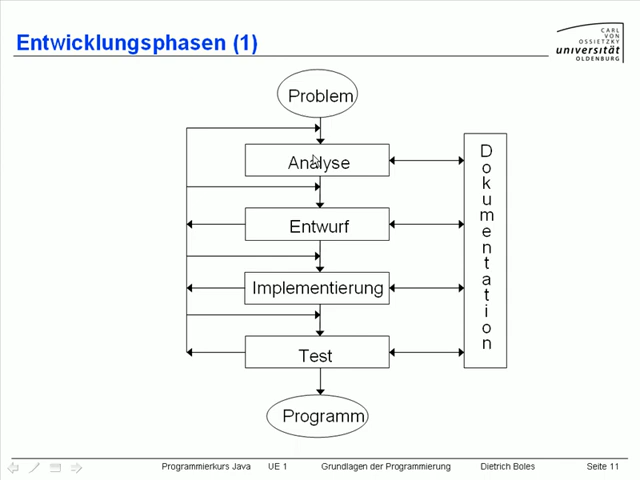 Entwicklungsphasen (1)
CARL
VON
OSSIETZKY
universität
OLDENBURG
Problem
Analyse
Entwurf
Implementierung
Test
Programm
Dokumentation
Programmierkurs Java UE 1 Grundlagen der Programmierung Dietrich Boles Seite 11